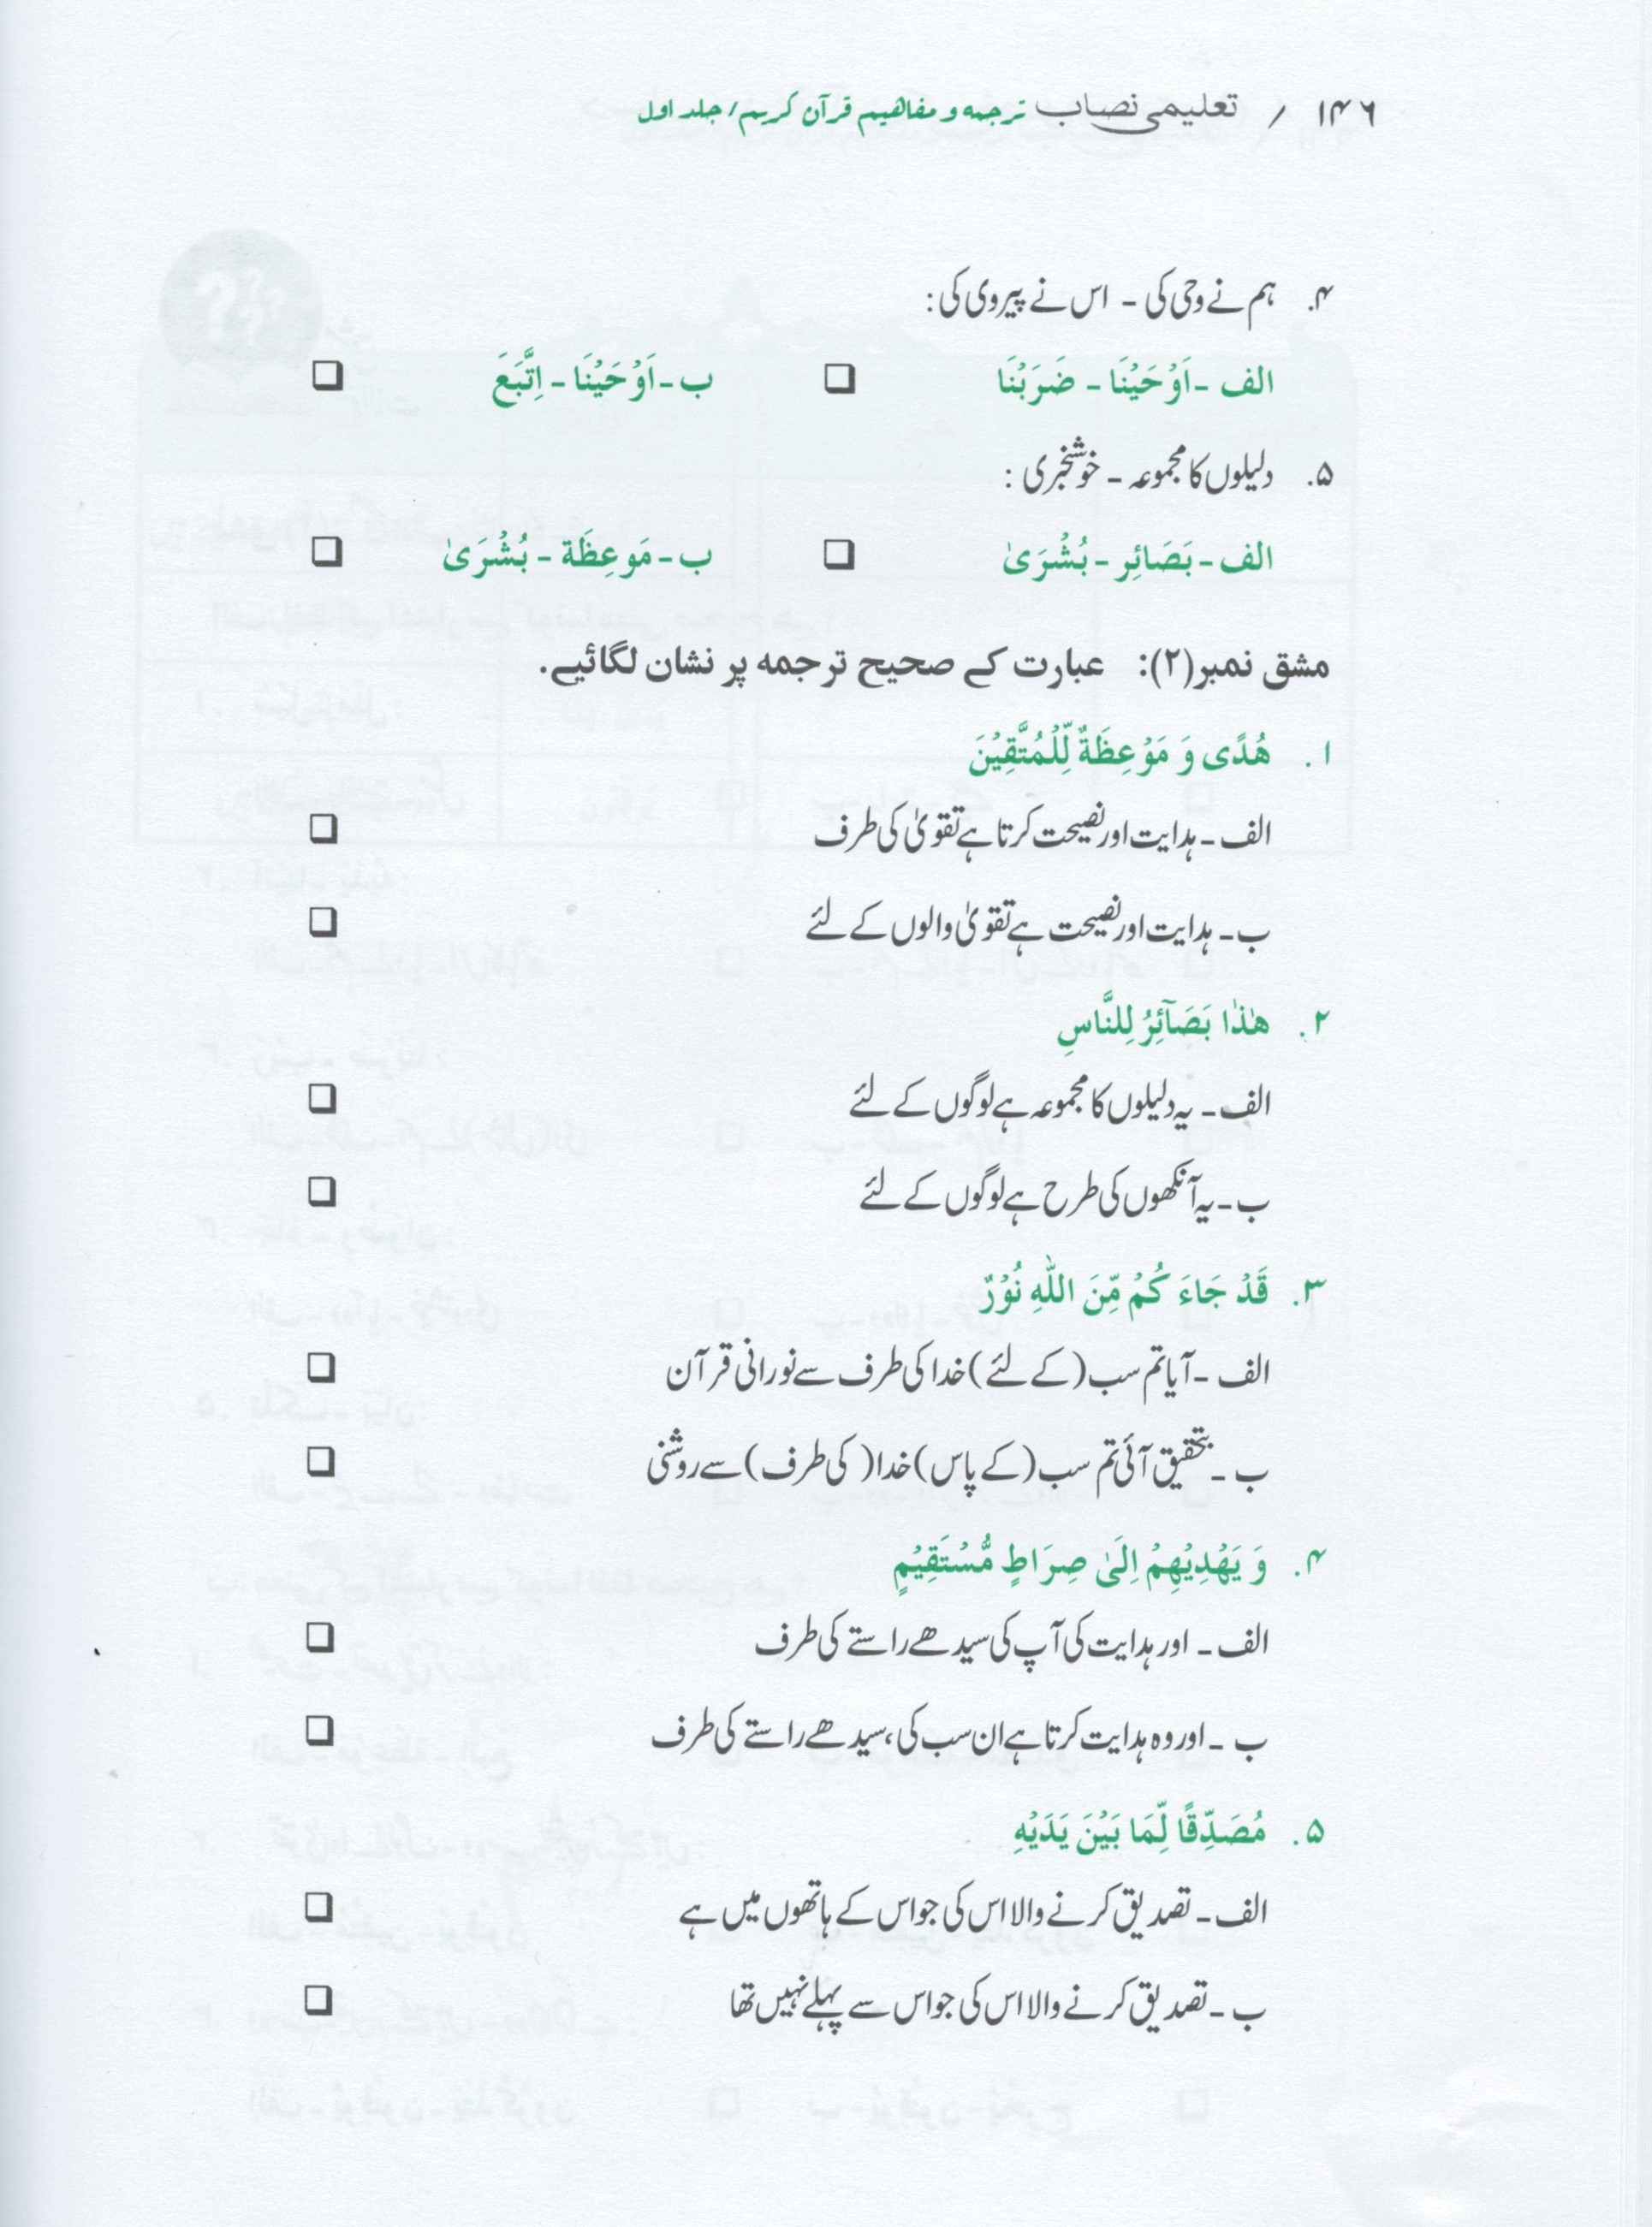 ۱۴۶ / تعلیمی نصاب ترجمه و مفاهیم قرآن کریم/ جلد اول
۴. ہم نے وحی کی - اس نے پیروی کی:
الف - اَوْحَیْنَا - ضَرَبْنَا ❑ ب - اَوْحَیْنَا - اِتَّبَعَ ❑
۵. دلیلوں کا مجموعہ - خوشخبری :
الف - بَصَائِر - بُشْرَیٰ ❑ ب - مَوعِظَة - بُشْرَیٰ ❑
مشق نمبر(۲): عبارت کے صحیح ترجمہ پر نشان لگائیے.
۱. هُدًی وَ مَوْعِظَةٌ لِّلْمُتَّقِیْنَ
الف - ہدایت اور نصیحت کرتا ہے تقویٰ کی طرف ❑
ب - ہدایت اور نصیحت ہے تقویٰ والوں کے لئے ❑
۲. هٰذٰا بَصَآئِرُ لِلنَّاسِ
الف - یہ دلیلوں کا مجموعہ ہے لوگوں کے لئے ❑
ب - یہ آنکھوں کی طرح ہے لوگوں کے لئے ❑
۳. قَدْ جَاءَ کُمْ مِّنَ اللّٰهِ نُوْرٌ
الف - آیا تم سب (کے لئے) خدا کی طرف سے نورانی قرآن ❑
ب - بتحقیق آئی تم سب (کے پاس) خدا (کی طرف) سے روشنی ❑
۴. وَ یَهْدِیْهِمْ اِلَیٰ صِرَاطٍ مُّسْتَقِیْمٍ
الف - اور ہدایت کی آپ کی سیدھے راستے کی طرف ❑
ب - اور وہ ہدایت کرتا ہے ان سب کی، سیدھے راستے کی طرف ❑
۵. مُصَدِّقًا لِّمَا بَیْنَ یَدَیْهِ
الف - تصدیق کرنے والا اس کی جو اس کے ہاتھوں میں ہے ❑
ب - تصدیق کرنے والا اس کی جو اس سے پہلے نہیں تھا ❑